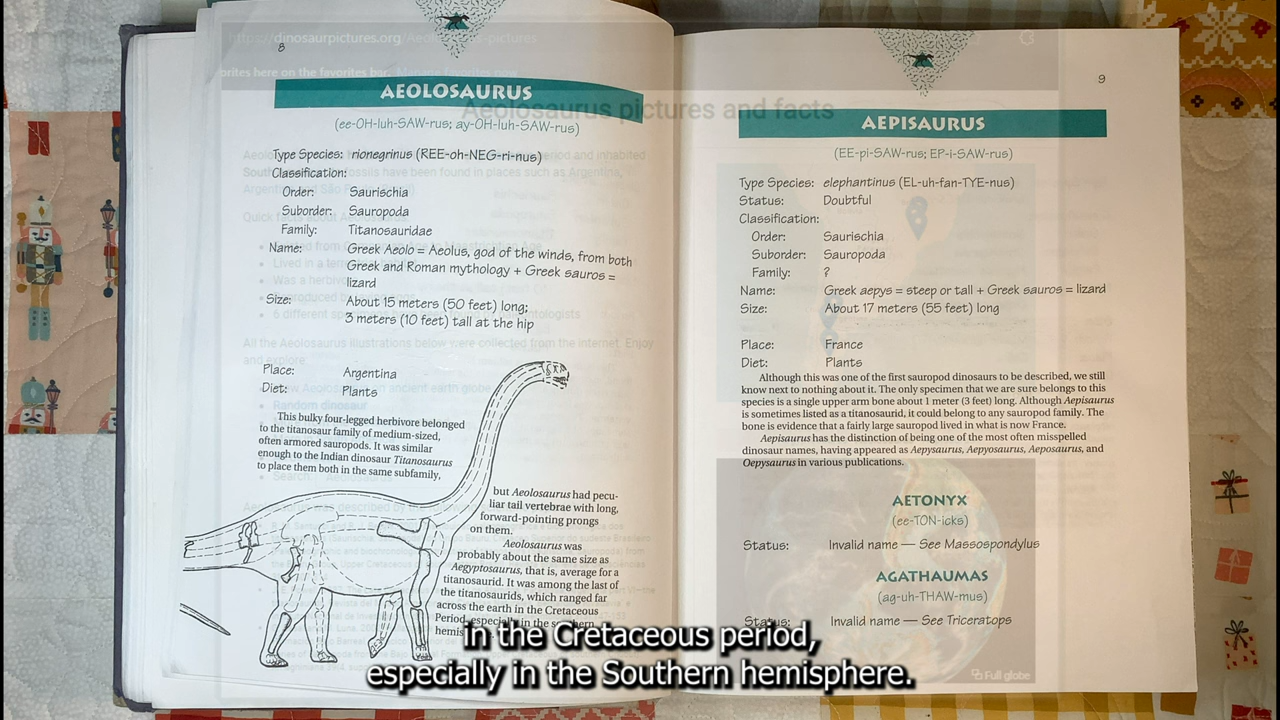 8
AEOLOSAURUS
(ee-OH-luh-SAW-rus; ay-OH-luh-SAW-rus)
Type Species: rionegrinus (REE-oh-NEG-ri-nus)
Classification:
Order: Saurischia
Suborder: Sauropoda
Family: Titanosauridae
Name: Greek Aeolo = Aeolus, god of the winds, from both
Greek and Roman mythology + Greek sauros =
lizard
Size: About 15 meters (50 feet) long;
3 meters (10 feet) tall at the hip
Place: Argentina
Diet: Plants
This bulky four-legged herbivore belonged
to the titanosaur family of medium-sized,
often armored sauropods. It was similar
enough to the Indian dinosaur Titanosaurus
to place them both in the same subfamily,
but Aeolosaurus had pecu-
liar tail vertebrae with long,
forward-pointing prongs
on them.
Aeolosaurus was
probably about the same size as
Aegyptosaurus, that is, average for a
titanosaurid. It was among the last of
the titanosaurids, which ranged far
across the earth in the Cretaceous
Period, especially in the southern
hemis
9
AEPISAURUS
(EE-pi-SAW-rus; EP-i-SAW-rus)
Type Species: elephantinus (EL-uh-fan-TYE-nus)
Status: Doubtful
Classification:
Order: Saurischia
Suborder: Sauropoda
Family: ?
Name: Greek aepys = steep or tall + Greek sauros = lizard
Size: About 17 meters (55 feet) long
Place: France
Diet: Plants
Although this was one of the first sauropod dinosaurs to be described, we still
know next to nothing about it. The only specimen that we are sure belongs to this
species is a single upper arm bone about 1 meter (3 feet) long. Although Aepisaurus
is sometimes listed as a titanosaurid, it could belong to any sauropod family. The
bone is evidence that a fairly large sauropod lived in what is now France.
Aepisaurus has the distinction of being one of the most often misspelled
dinosaur names, having appeared as Aepysaurus, Aepyosaurus, Aeposaurus, and
Oepysaurus in various publications.
AETONYX
(ee-TON-icks)
Status: Invalid name — See Massospondylus
AGATHAUMAS
(ag-uh-THAW-mus)
Status: Invalid name — See Triceratops
Aeolosaurus pictures and facts
Full globe
in the Cretaceous period,
especially in the Southern hemisphere.